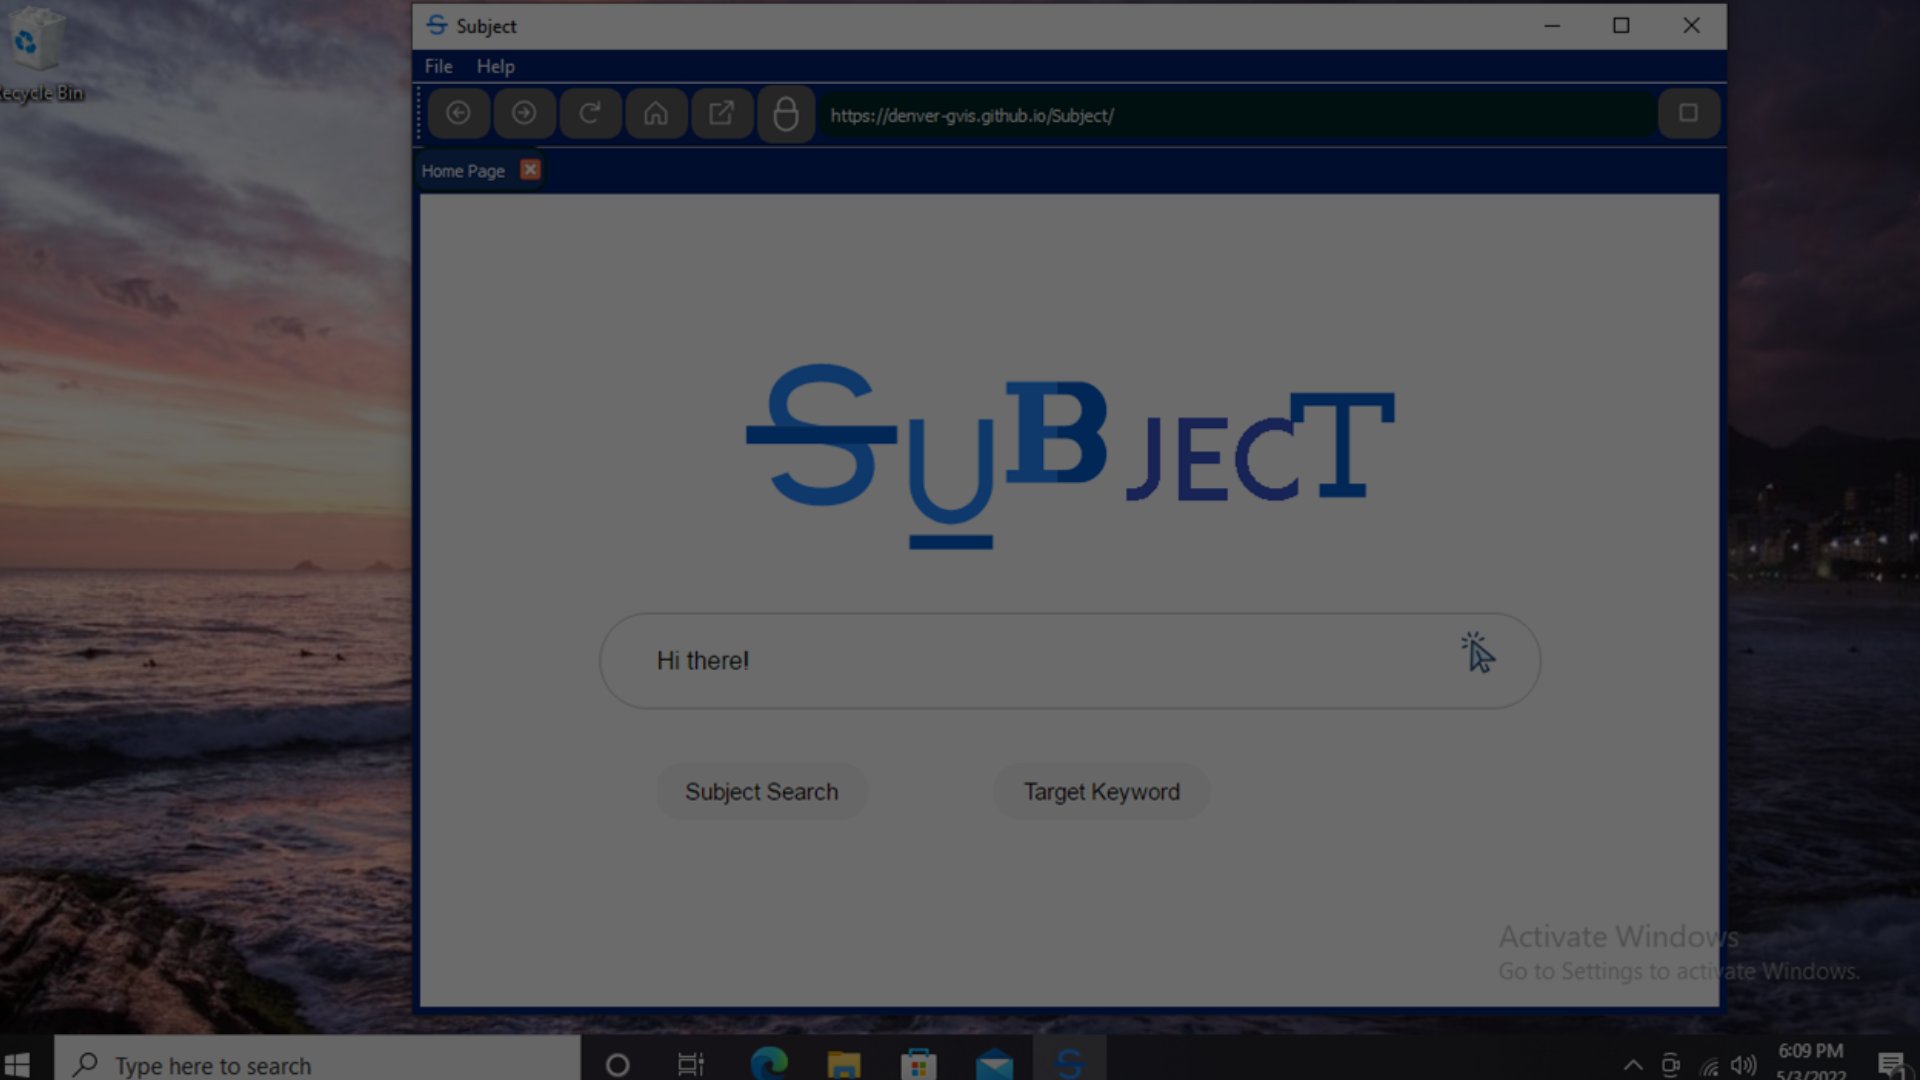 Subject
File Help
https://denver-gvis.github.io/Subject/
Recycle Bin
Home Page
SUBJECT
Hi there!
Subject Search Target Keyword
Activate Windows
Go to Settings to activate Windows.
Type here to search
6:09 PM
5/3/2022
1